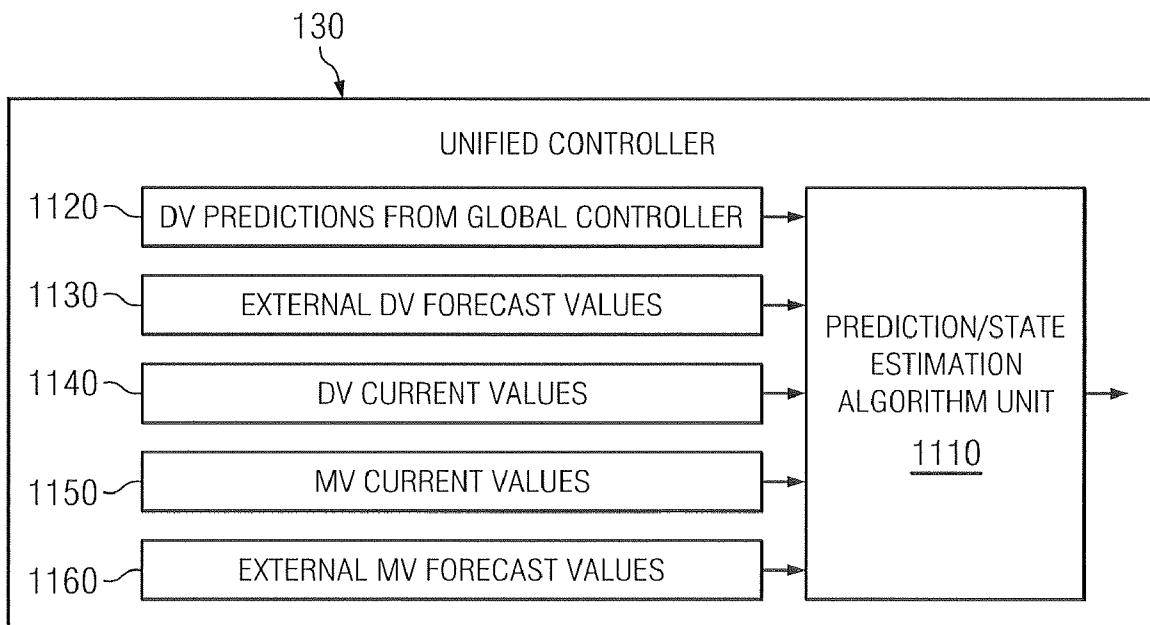 130
UNIFIED CONTROLLER
1120
DV PREDICTIONS FROM GLOBAL CONTROLLER
1130
EXTERNAL DV FORECAST VALUES
1140
DV CURRENT VALUES
1150
MV CURRENT VALUES
1160
EXTERNAL MV FORECAST VALUES
PREDICTION/STATE
ESTIMATION
ALGORITHM UNIT
1110